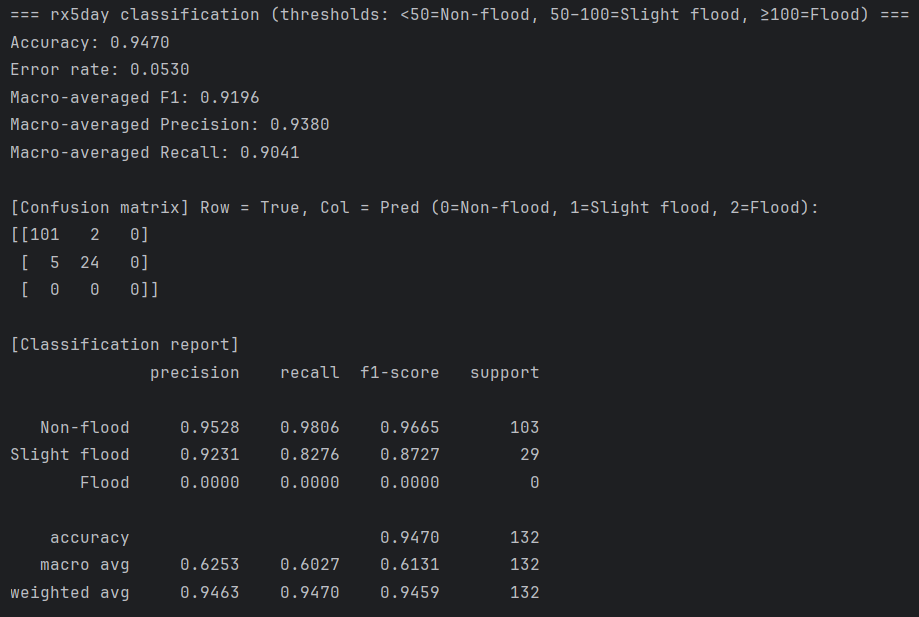 === rx5day classification (thresholds: <50=Non-flood, 50–100=Slight flood, ≥100=Flood) ===
Accuracy: 0.9470
Error rate: 0.0530
Macro-averaged F1: 0.9196
Macro-averaged Precision: 0.9380
Macro-averaged Recall: 0.9041
[Confusion matrix] Row = True, Col = Pred (0=Non-flood, 1=Slight flood, 2=Flood):
[[101   2   0]
 [  5  24   0]
 [  0   0   0]]
[Classification report]
              precision    recall  f1-score   support
   Non-flood     0.9528    0.9806    0.9665       103
Slight flood     0.9231    0.8276    0.8727        29
       Flood     0.0000    0.0000    0.0000         0
    accuracy                         0.9470       132
   macro avg     0.6253    0.6027    0.6131       132
weighted avg     0.9463    0.9470    0.9459       132